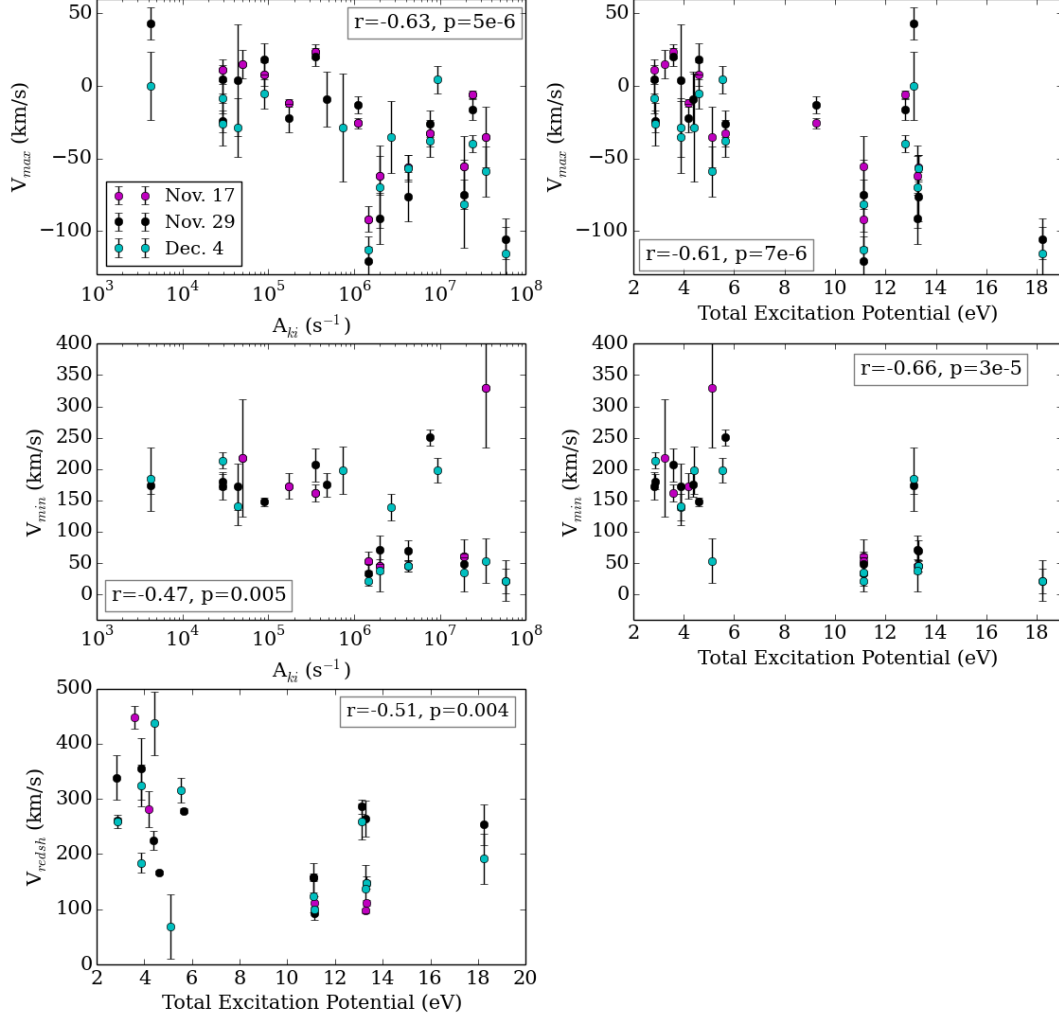 50
0
−50
−100
V_max (km/s)
r=-0.63, p=5e-6
Nov. 17
Nov. 29
Dec. 4
10^3 10^4 10^5 10^6 10^7 10^8
A_ki (s^−1)
50
0
−50
−100
V_max (km/s)
r=-0.61, p=7e-6
2 4 6 8 10 12 14 16 18
Total Excitation Potential (eV)
400
350
300
250
200
150
100
50
0
V_min (km/s)
r=-0.47, p=0.005
10^3 10^4 10^5 10^6 10^7 10^8
A_ki (s^−1)
400
350
300
250
200
150
100
50
0
V_min (km/s)
r=-0.66, p=3e-5
2 4 6 8 10 12 14 16 18
Total Excitation Potential (eV)
500
400
300
200
100
0
V_redsh (km/s)
r=-0.51, p=0.004
2 4 6 8 10 12 14 16 18 20
Total Excitation Potential (eV)